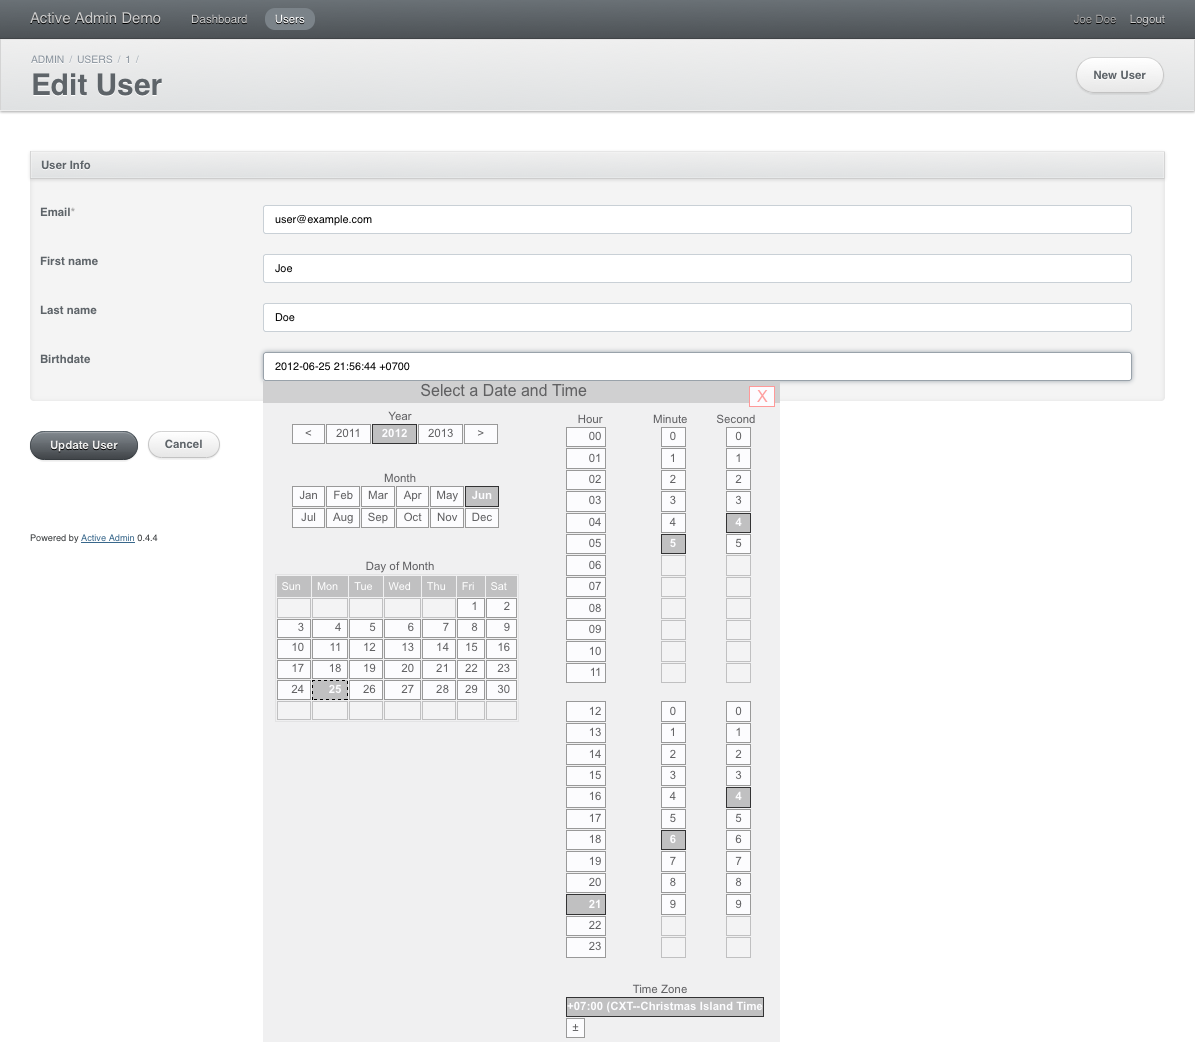 Active Admin Demo Dashboard Users Joe Doe Logout
ADMIN / USERS / 1 /
Edit User
New User
User Info
Email* user@example.com
First name Joe
Last name Doe
Birthdate 2012-06-25 21:56:44 +0700
Update User Cancel
Powered by Active Admin 0.4.4
Select a Date and Time X
Year
< 2011 2012 2013 >
Month
Jan Feb Mar Apr May Jun
Jul Aug Sep Oct Nov Dec
Day of Month
Sun Mon Tue Wed Thu Fri Sat
1 2
3 4 5 6 7 8 9
10 11 12 13 14 15 16
17 18 19 20 21 22 23
24 25 26 27 28 29 30
Hour Minute Second
00 0 0
01 1 1
02 2 2
03 3 3
04 4 4
05 5 5
06
07
08
09
10
11
12 0 0
13 1 1
14 2 2
15 3 3
16 4 4
17 5 5
18 6 6
19 7 7
20 8 8
21 9 9
22
23
Time Zone
+07:00 (CXT--Christmas Island Time
±